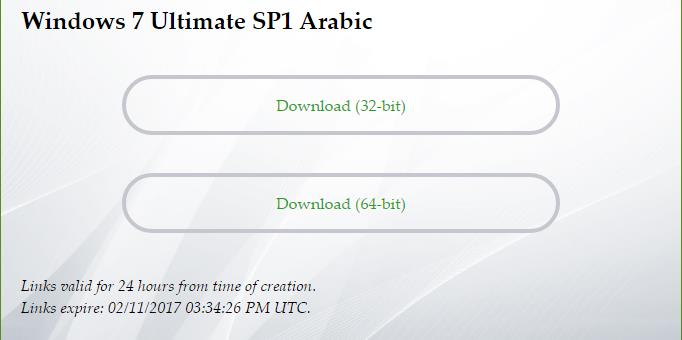 Windows 7 Ultimate SP1 Arabic
Download (32-bit)
Download (64-bit)
Links valid for 24 hours from time of creation.
Links expire: 02/11/2017 03:34:26 PM UTC.